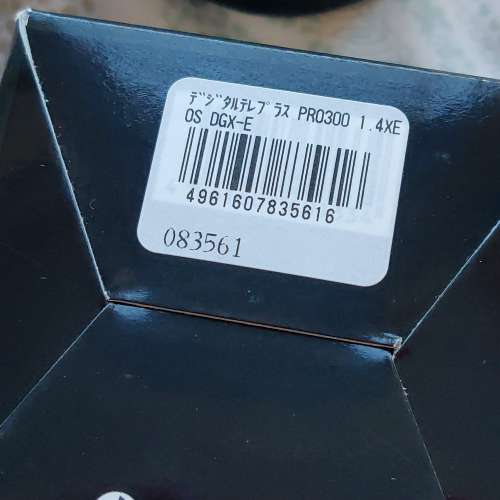 ﾃﾞｼﾞﾀﾙﾃﾚﾌﾟﾗｽ PRO300 1.4XE
OS DGX-E
4961607835616
083561